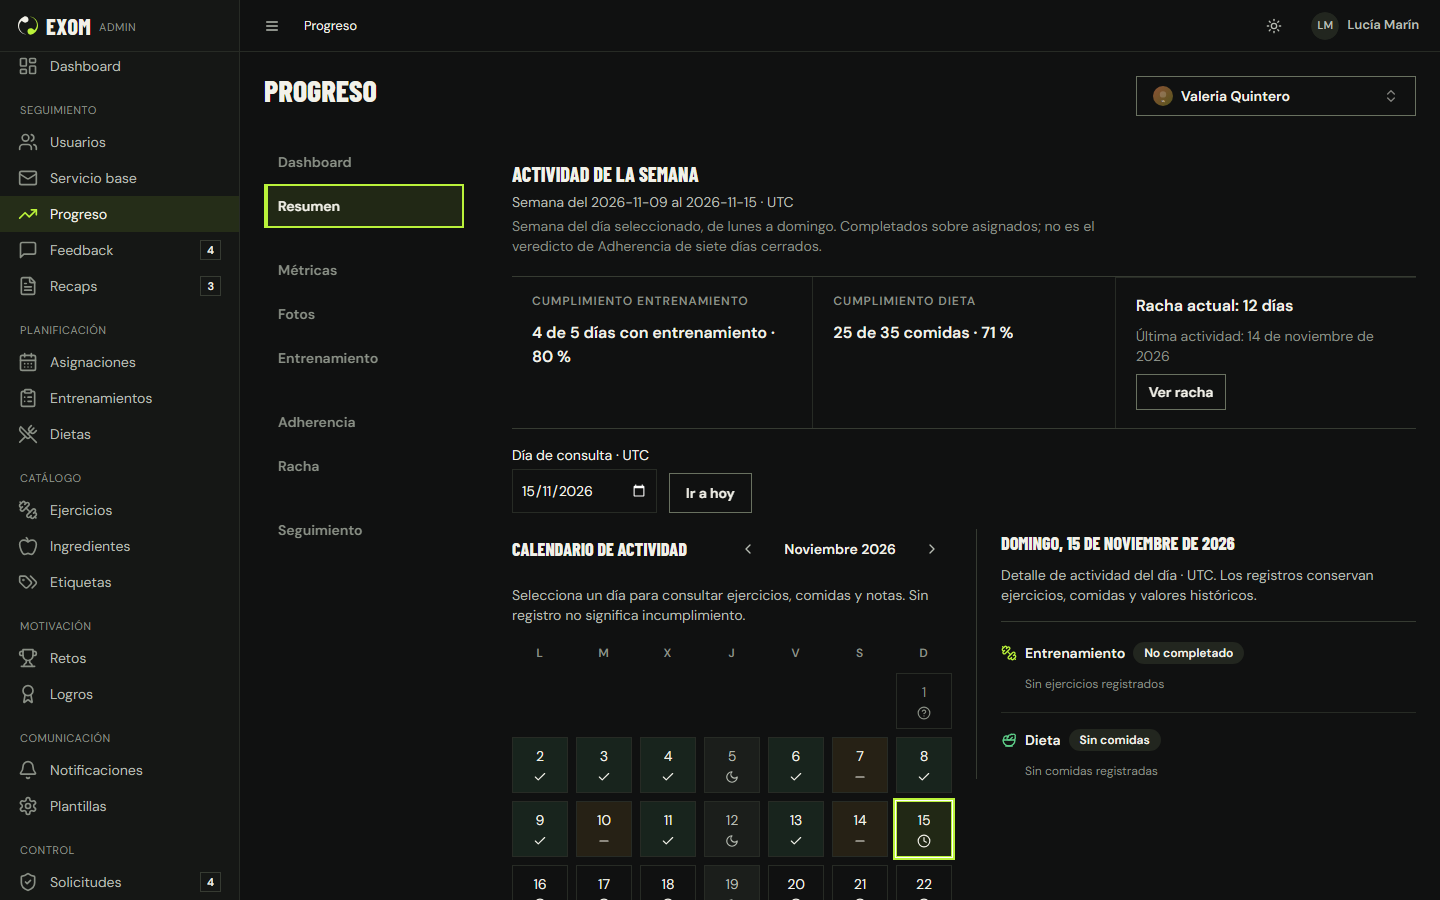 EXOM ADMIN
Progreso
LM Lucía Marín
Dashboard
SEGUIMIENTO
Usuarios
Servicio base
Progreso
Feedback 4
Recaps 3
PLANIFICACIÓN
Asignaciones
Entrenamientos
Dietas
CATÁLOGO
Ejercicios
Ingredientes
Etiquetas
MOTIVACIÓN
Retos
Logros
COMUNICACIÓN
Notificaciones
Plantillas
CONTROL
Solicitudes 4
PROGRESO
Valeria Quintero
Dashboard
Resumen
Métricas
Fotos
Entrenamiento
Adherencia
Racha
Seguimiento
ACTIVIDAD DE LA SEMANA
Semana del 2026-11-09 al 2026-11-15 · UTC
Semana del día seleccionado, de lunes a domingo. Completados sobre asignados; no es el
veredicto de Adherencia de siete días cerrados.
CUMPLIMIENTO ENTRENAMIENTO
4 de 5 días con entrenamiento ·
80 %
CUMPLIMIENTO DIETA
25 de 35 comidas · 71 %
Racha actual: 12 días
Última actividad: 14 de noviembre de
2026
Ver racha
Día de consulta · UTC
15/11/2026
Ir a hoy
CALENDARIO DE ACTIVIDAD
Noviembre 2026
Selecciona un día para consultar ejercicios, comidas y notas. Sin
registro no significa incumplimiento.
L M X J V S D
1
2 3 4 5 6 7 8
9 10 11 12 13 14 15
16 17 18 19 20 21 22
DOMINGO, 15 DE NOVIEMBRE DE 2026
Detalle de actividad del día · UTC. Los registros conservan
ejercicios, comidas y valores históricos.
Entrenamiento No completado
Sin ejercicios registrados
Dieta Sin comidas
Sin comidas registradas